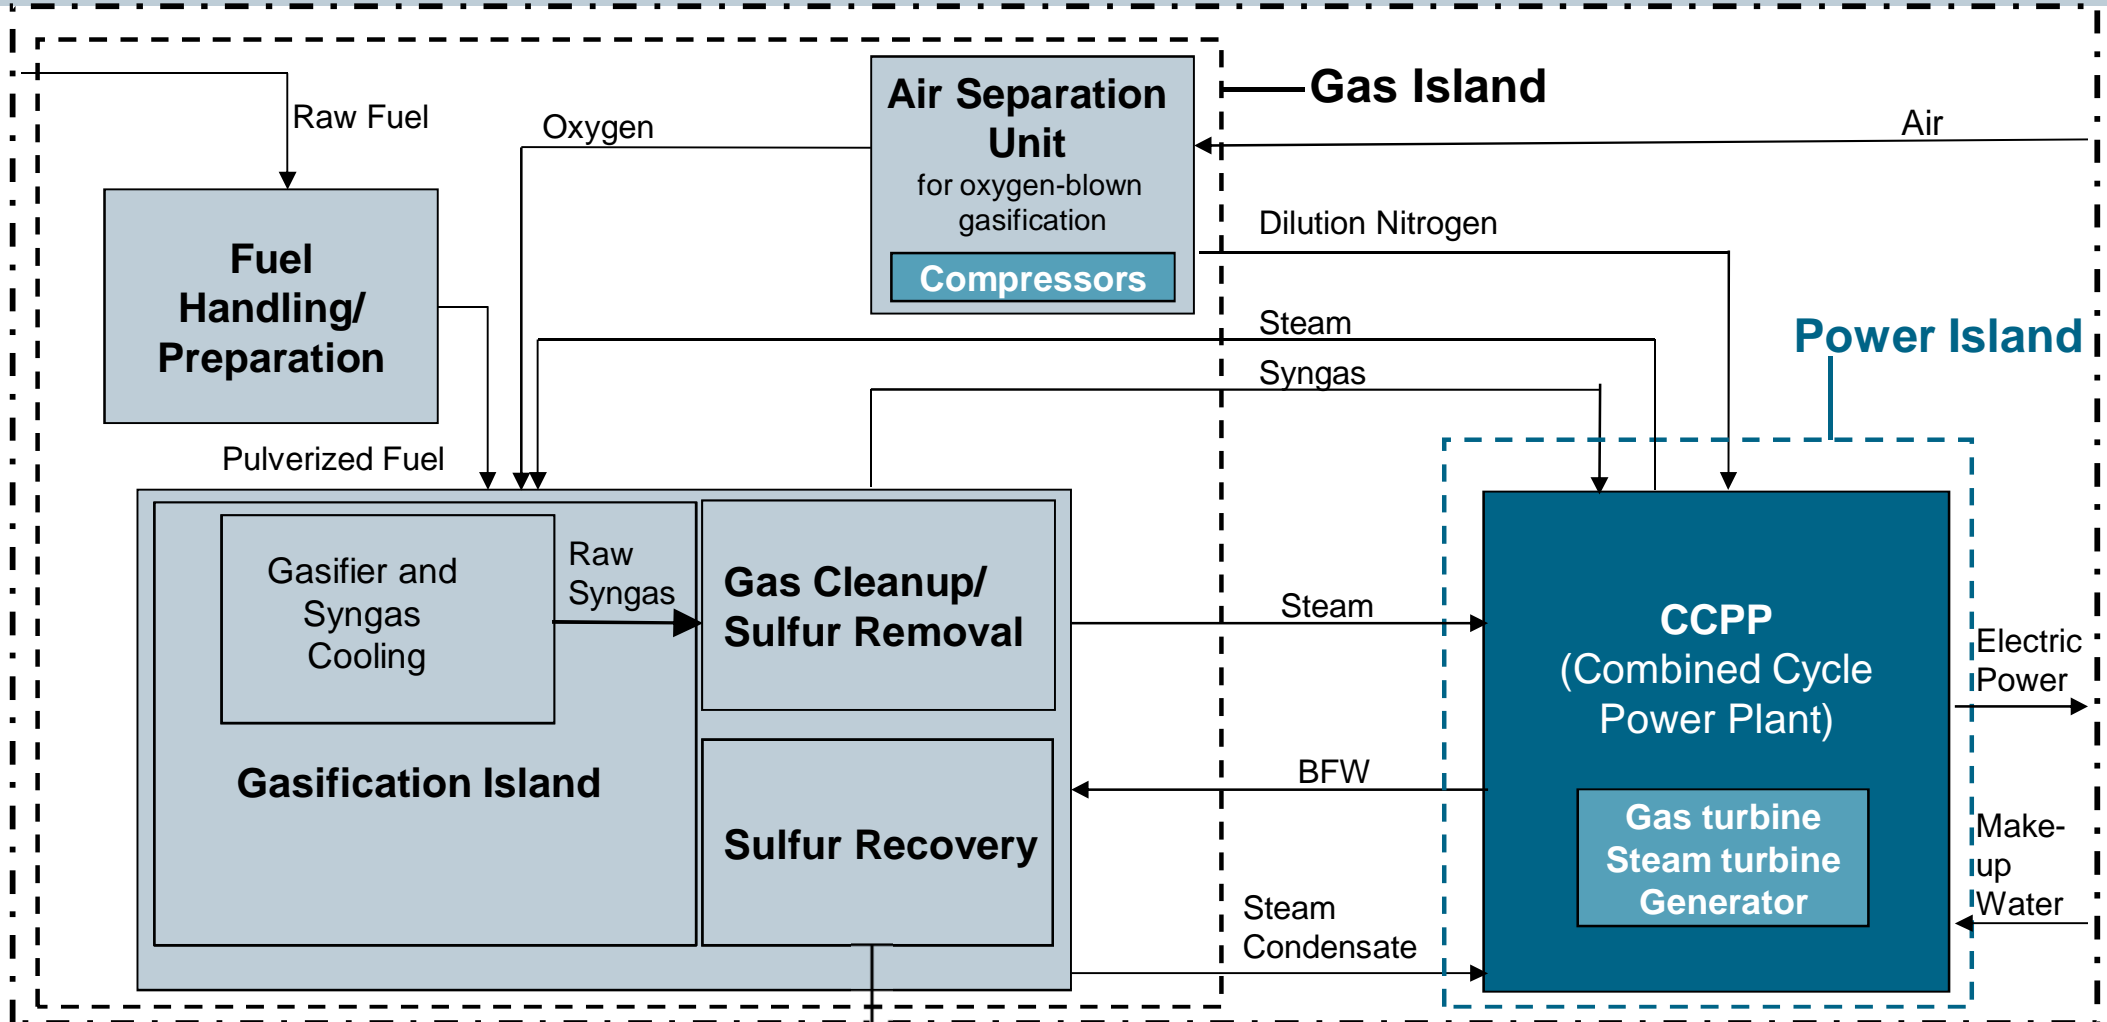 Gas Island
Air Separation
Unit
for oxygen-blown
gasification
Compressors
Raw Fuel
Oxygen
Air
Fuel
Handling/
Preparation
Dilution Nitrogen
Steam
Syngas
Power Island
Pulverized Fuel
Gasifier and
Syngas
Cooling
Raw
Syngas
Gas Cleanup/
Sulfur Removal
Gasification Island
Sulfur Recovery
Steam
BFW
Steam
Condensate
CCPP
(Combined Cycle
Power Plant)
Gas turbine
Steam turbine
Generator
Electric
Power
Make-
up
Water